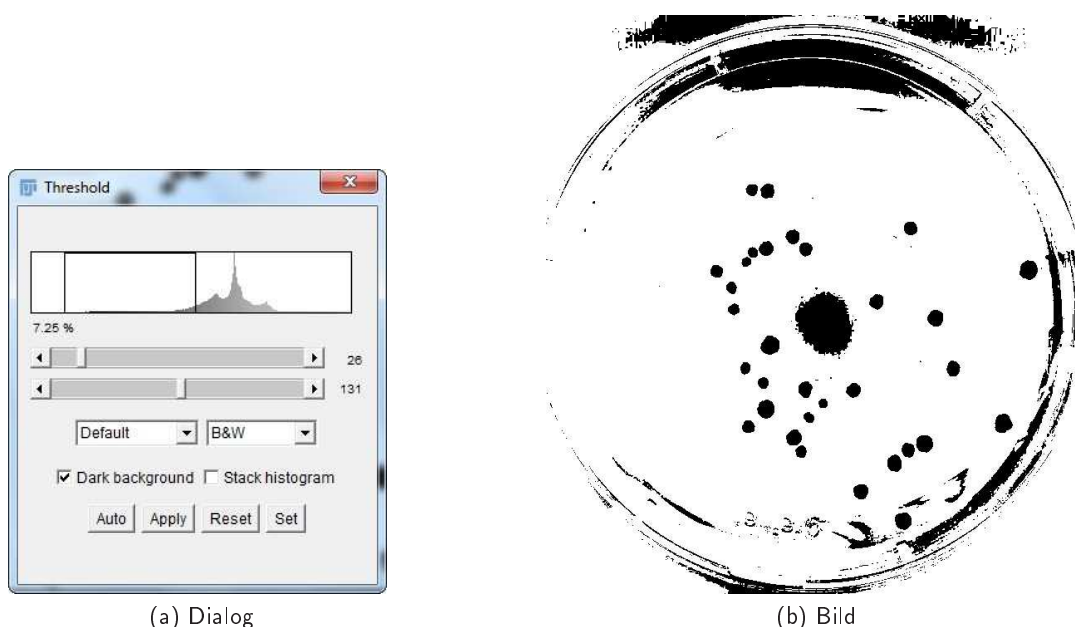 Threshold
7.25 %
26
131
Default B&W
Dark background Stack histogram
Auto Apply Reset Set
(a) Dialog
(b) Bild